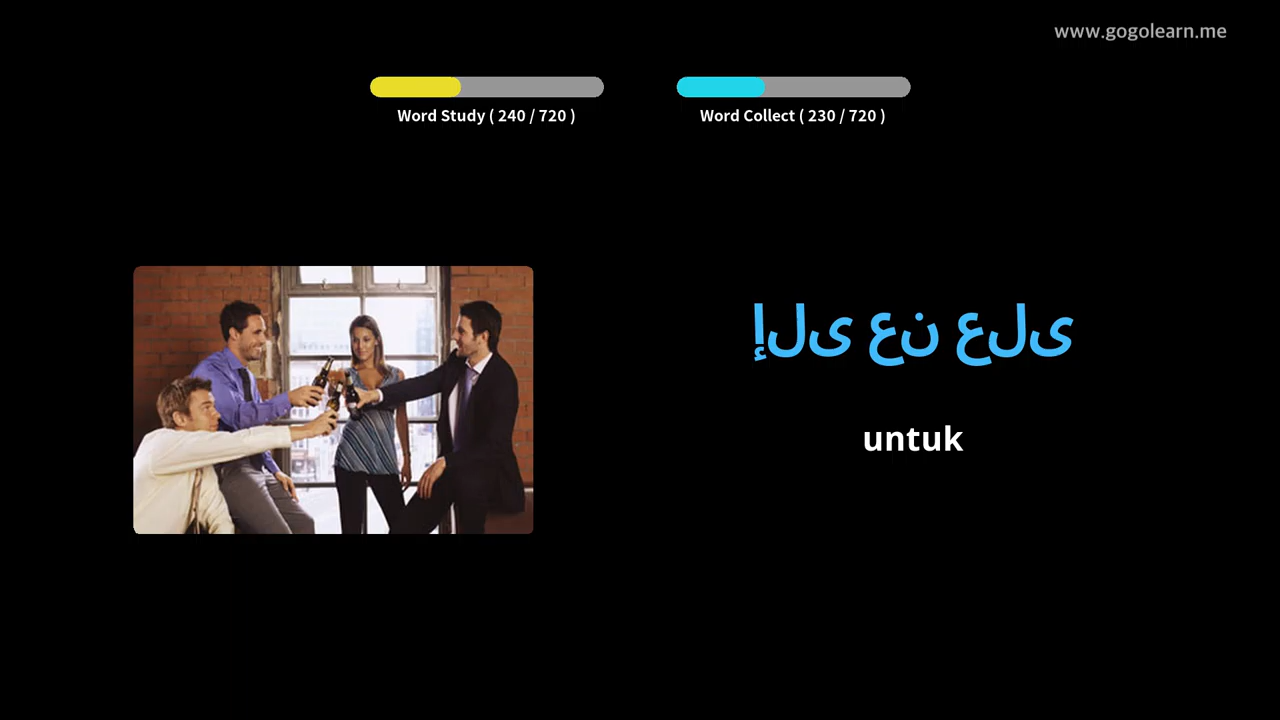 www.gogolearn.me
Word Study ( 240 / 720 )
Word Collect ( 230 / 720 )
إلى عن على
untuk